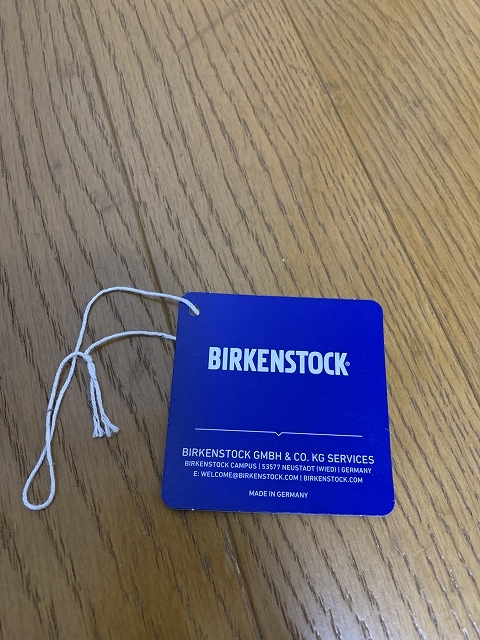 BIRKENSTOCK®
BIRKENSTOCK GMBH & CO. KG SERVICES
BIRKENSTOCK CAMPUS | 53577 NEUSTADT (WIED) | GERMANY
E: WELCOME@BIRKENSTOCK.COM | BIRKENSTOCK.COM
MADE IN GERMANY